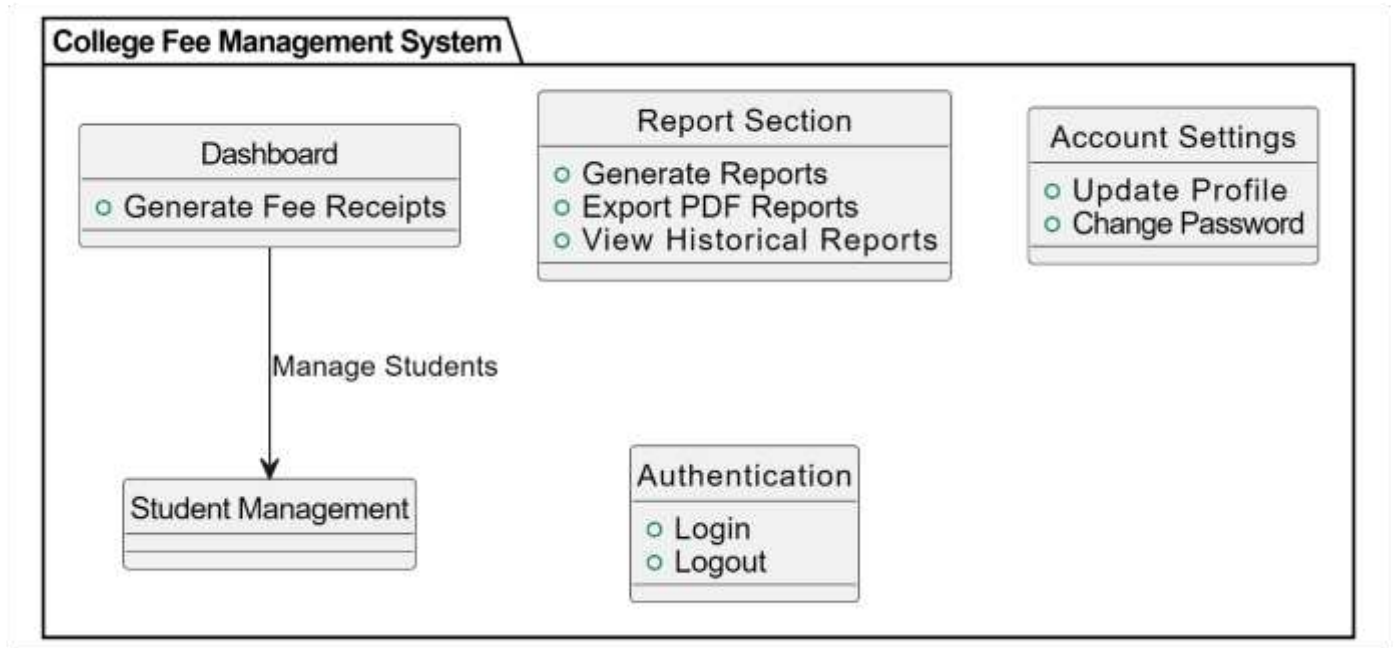 College Fee Management System
Dashboard
Generate Fee Receipts
Report Section
Generate Reports
Export PDF Reports
View Historical Reports
Account Settings
Update Profile
Change Password
Manage Students
Student Management
Authentication
Login
Logout